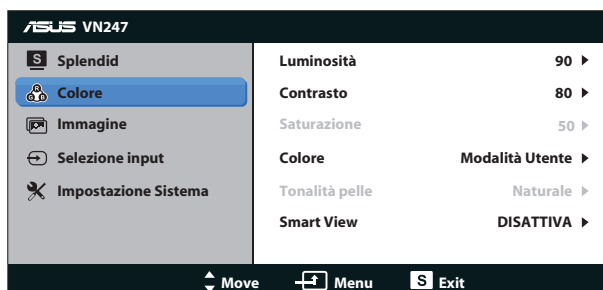 ASUS VN247
S Splendid
Luminosità 90
R G B Colore
Contrasto 80
Immagine
Saturazione 50
Selezione input
Colore Modalità Utente
Impostazione Sistema
Tonalità pelle Naturale
Smart View DISATTIVA
Move Menu S Exit